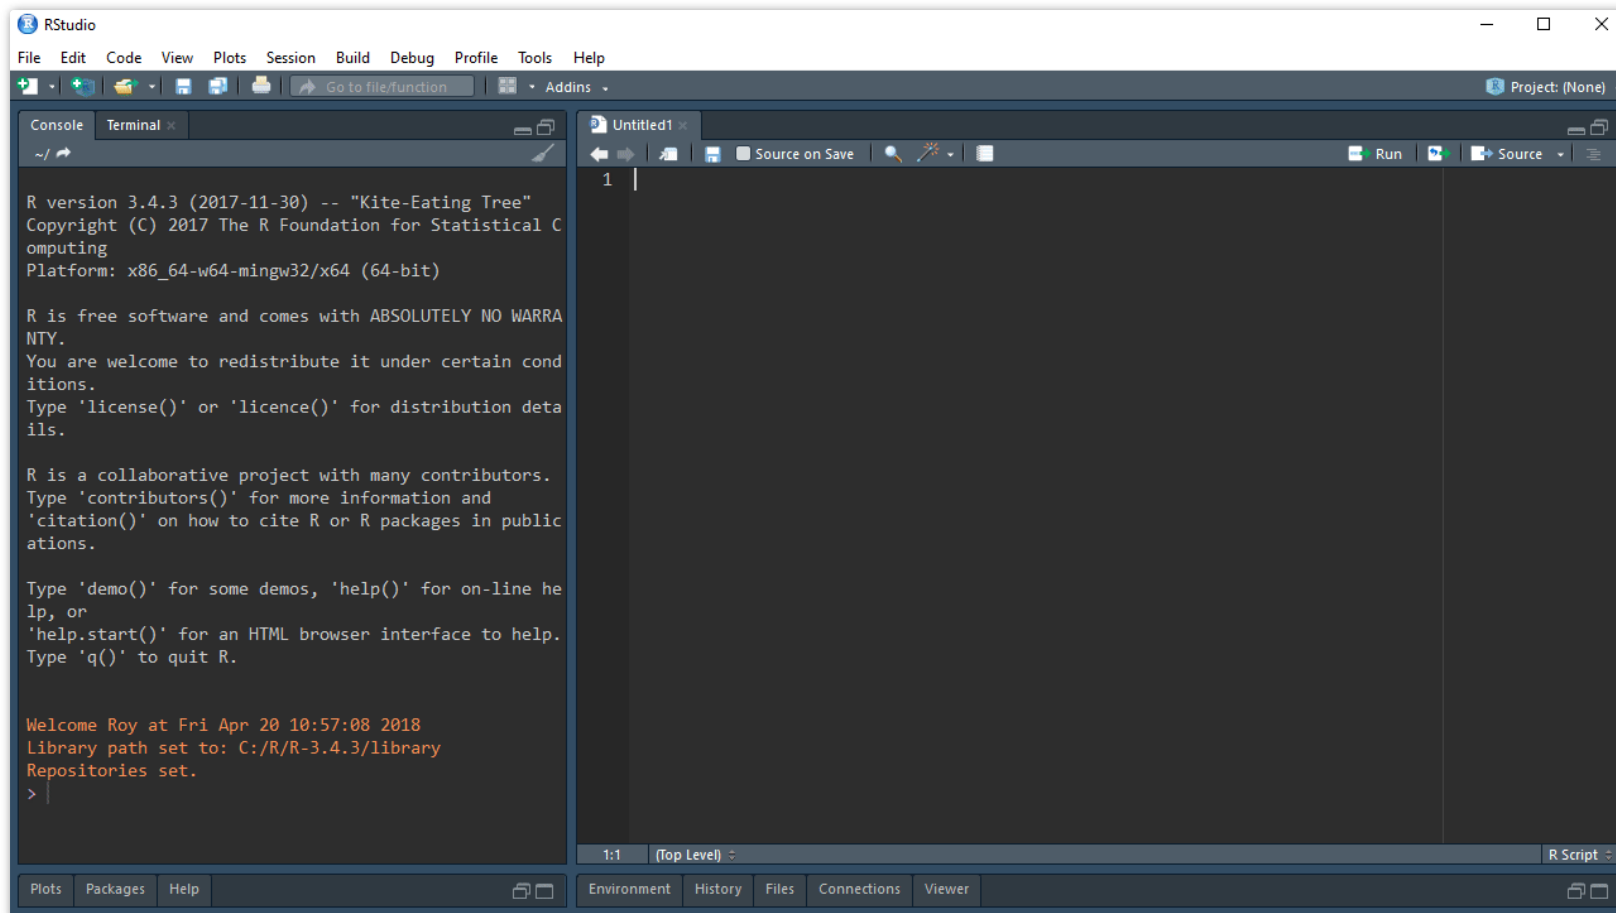 RStudio
File Edit Code View Plots Session Build Debug Profile Tools Help
Go to file/function Addins Project: (None)
Console Terminal
~/
R version 3.4.3 (2017-11-30) -- "Kite-Eating Tree"
Copyright (C) 2017 The R Foundation for Statistical C
omputing
Platform: x86_64-w64-mingw32/x64 (64-bit)
R is free software and comes with ABSOLUTELY NO WARRA
NTY.
You are welcome to redistribute it under certain cond
itions.
Type 'license()' or 'licence()' for distribution deta
ils.
R is a collaborative project with many contributors.
Type 'contributors()' for more information and
'citation()' on how to cite R or R packages in public
ations.
Type 'demo()' for some demos, 'help()' for on-line he
lp, or
'help.start()' for an HTML browser interface to help.
Type 'q()' to quit R.
Welcome Roy at Fri Apr 20 10:57:08 2018
Library path set to: C:/R/R-3.4.3/library
Repositories set.
>
Untitled1
Source on Save Run Source
1
1:1 (Top Level) R Script
Plots Packages Help
Environment History Files Connections Viewer